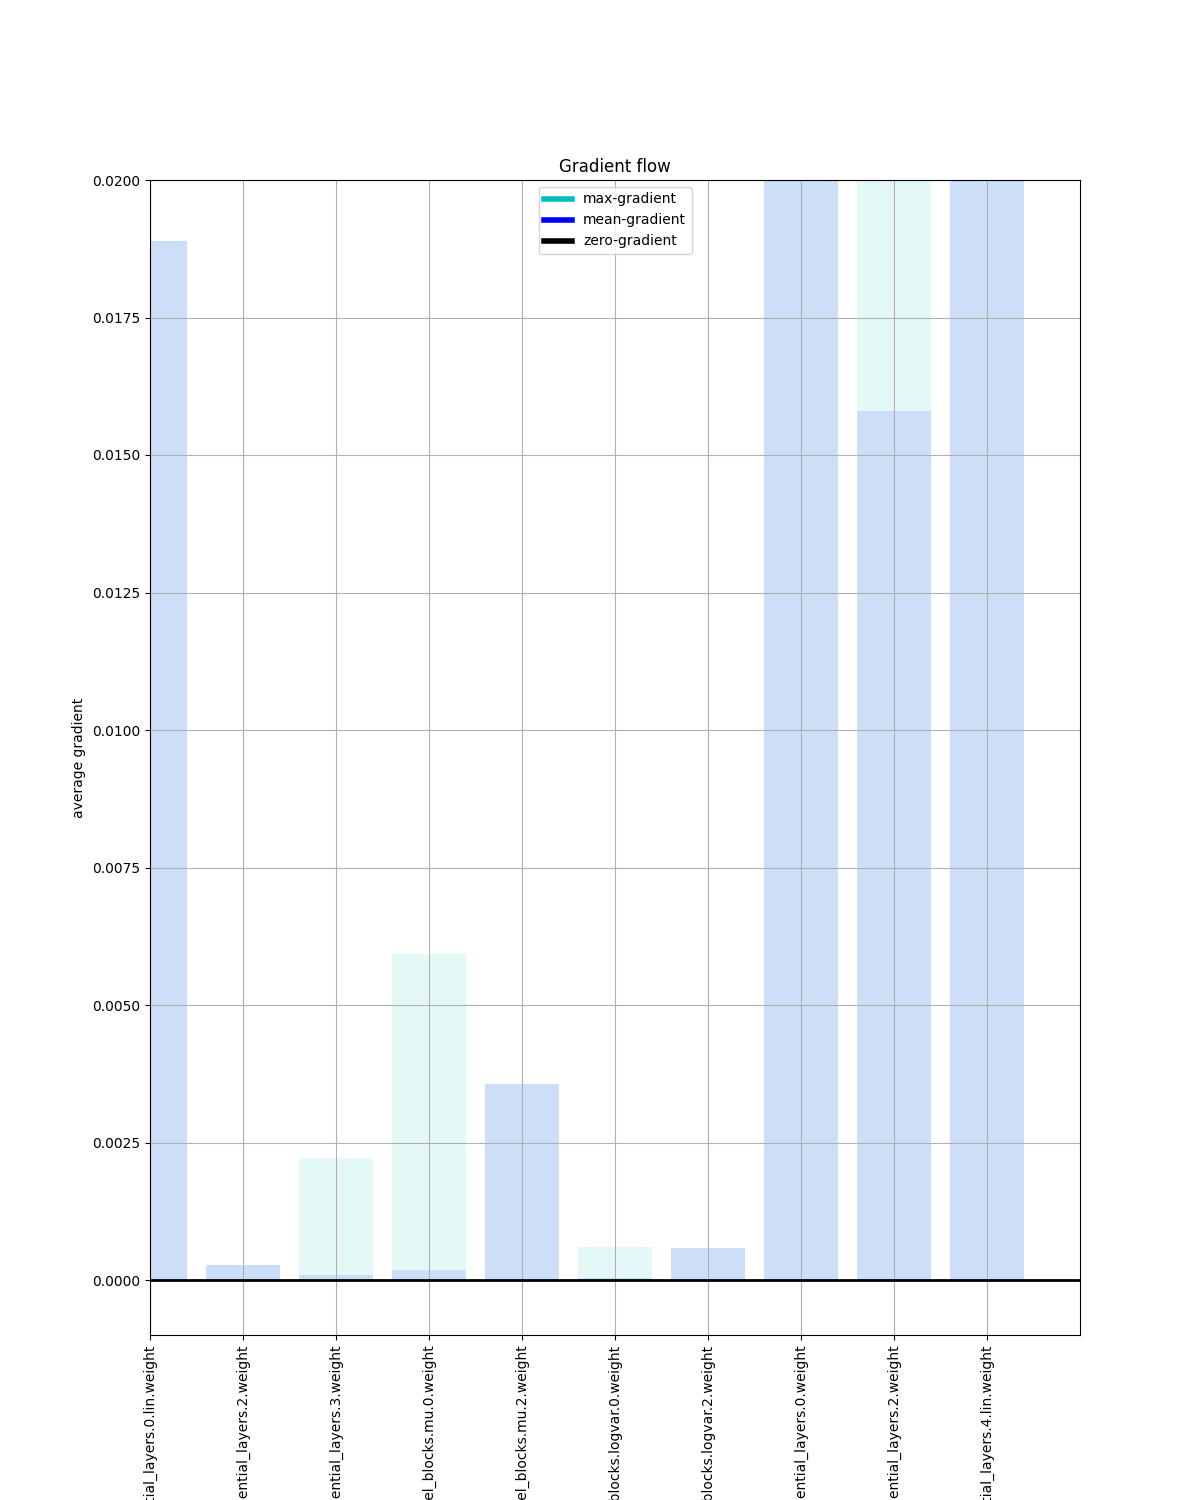 Gradient flow
max-gradient
mean-gradient
zero-gradient
0.0200
0.0175
0.0150
0.0125
0.0100
0.0075
0.0050
0.0025
0.0000
average gradient
tial_layers.0.lin.weight
ential_layers.2.weight
ential_layers.3.weight
el_blocks.mu.0.weight
el_blocks.mu.2.weight
blocks.logvar.0.weight
blocks.logvar.2.weight
ential_layers.0.weight
ential_layers.2.weight
tial_layers.4.lin.weight